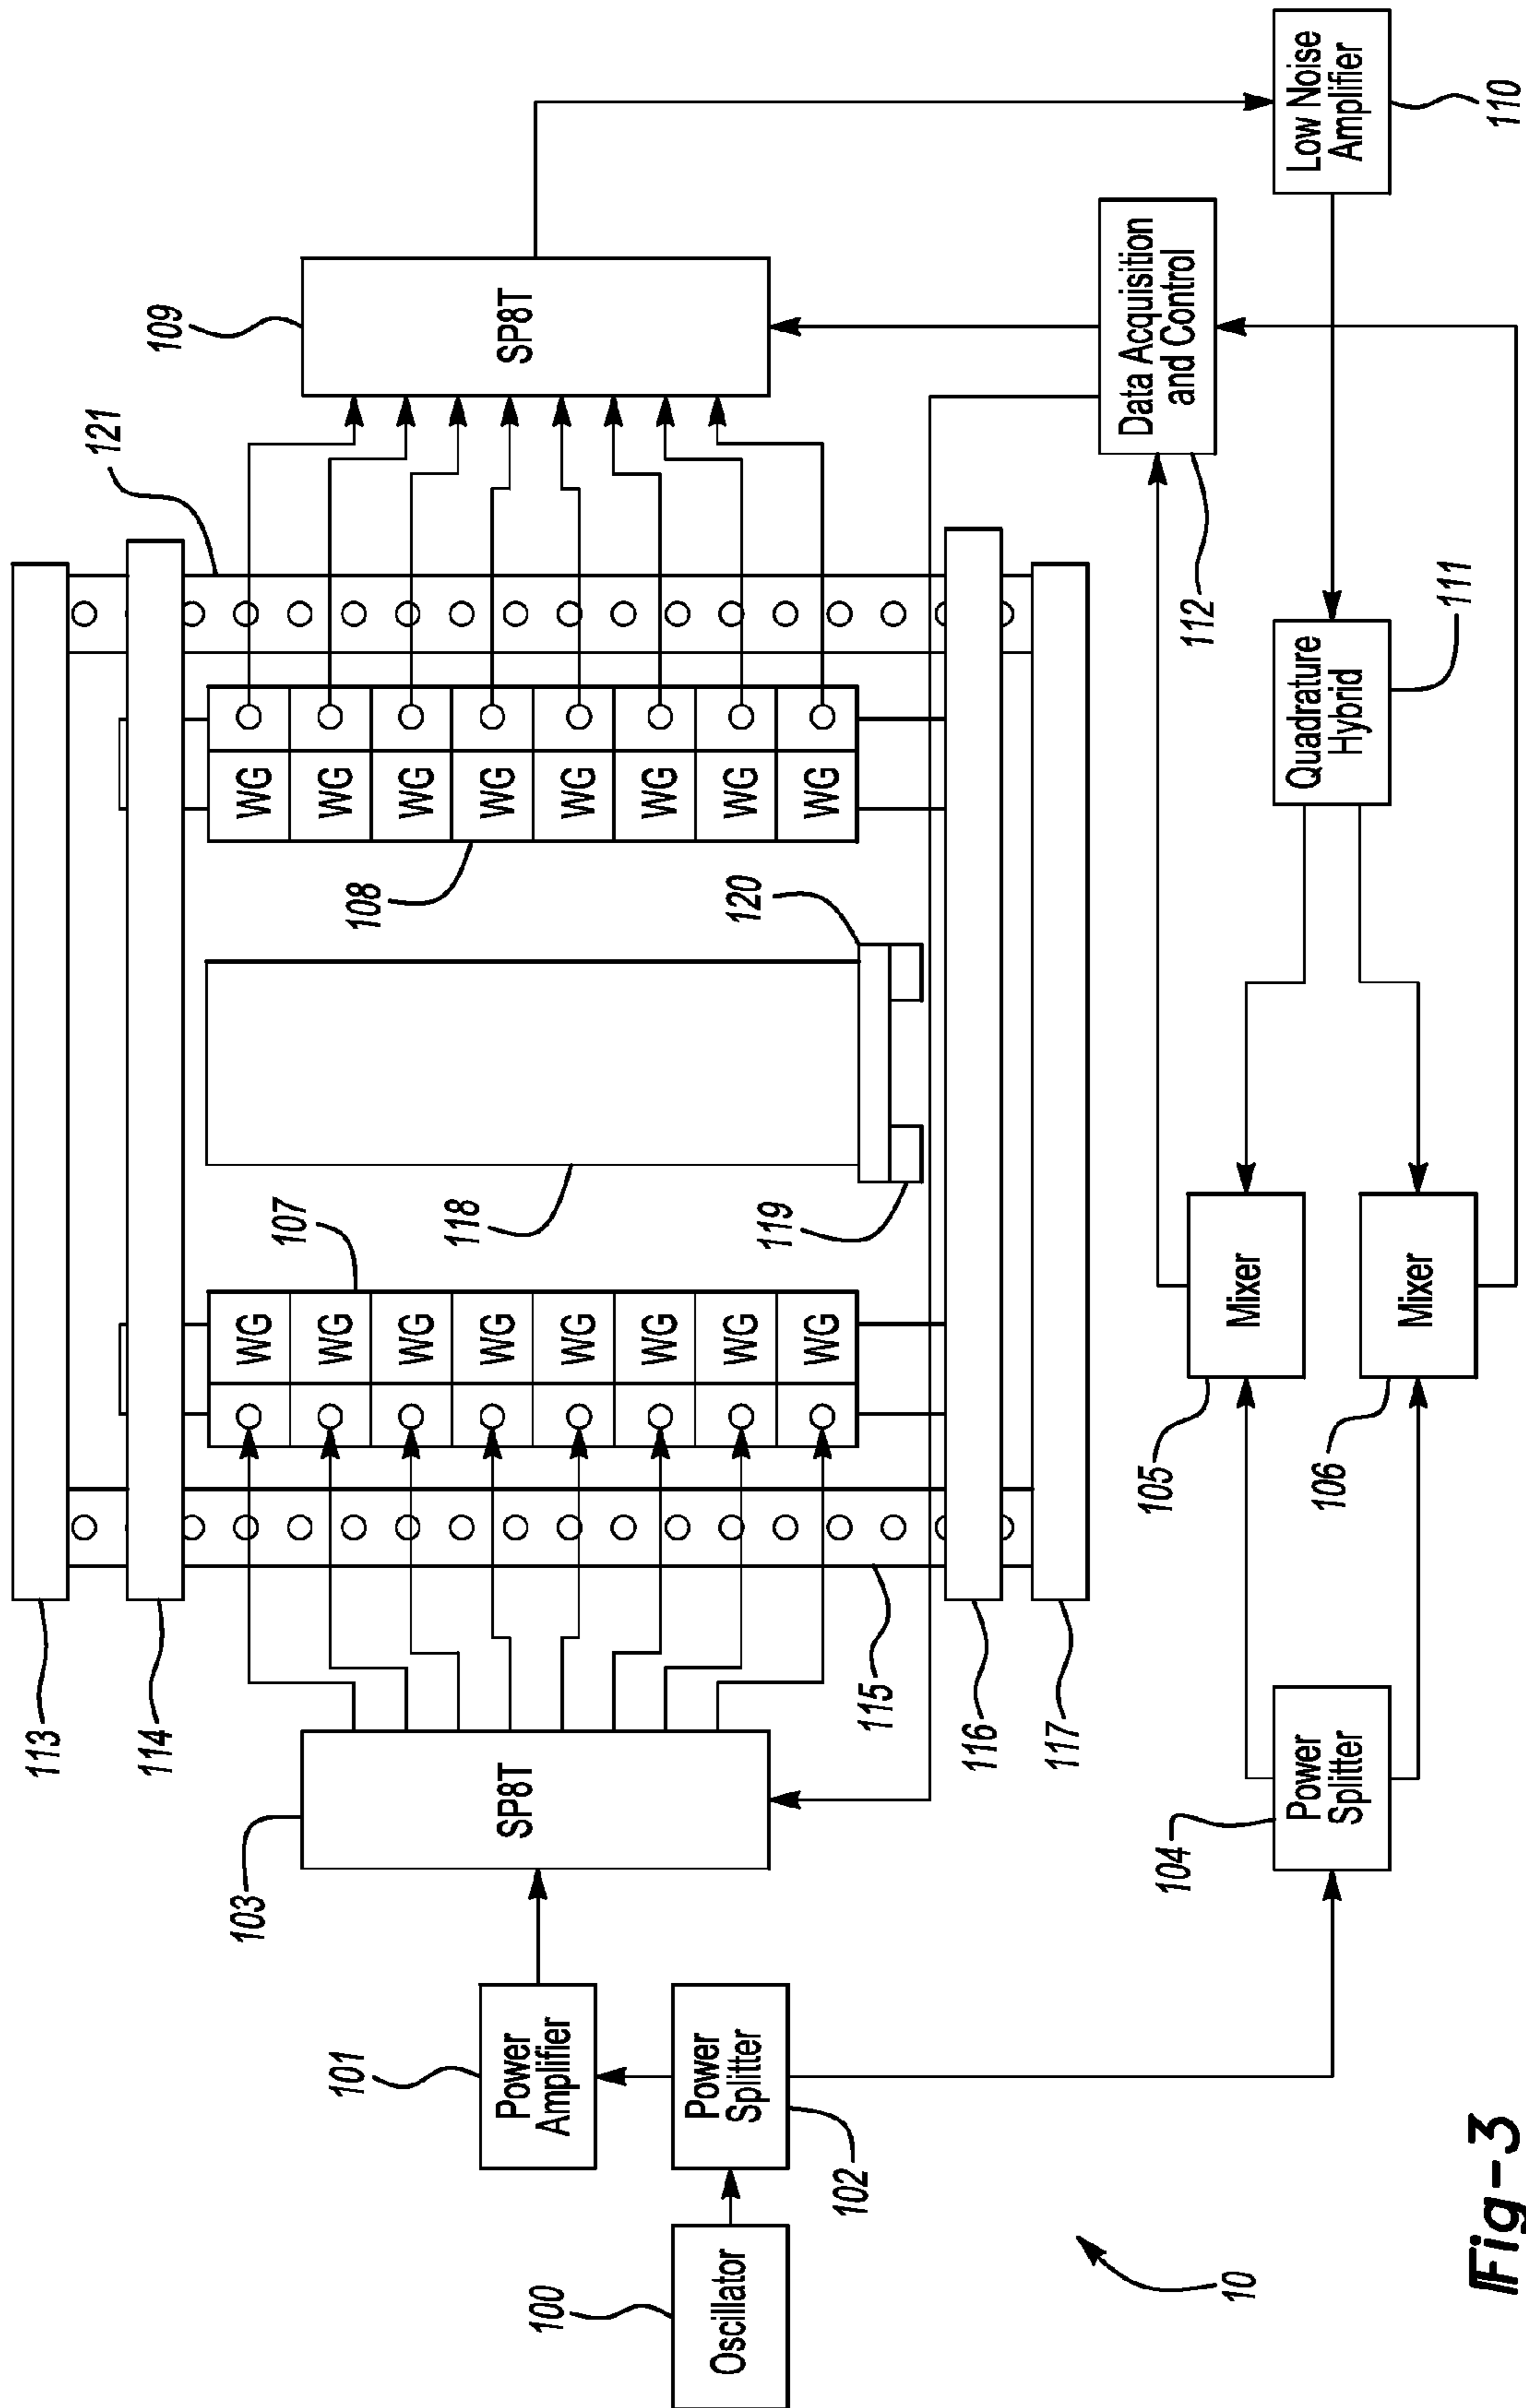 113
114
121
109
SP8T
103
SP8T
101
Power
Amplifier
100
Oscillator
Power
Splitter
102
107
WG
WG
WG
WG
WG
WG
WG
WG
118
119
120
108
WG
WG
WG
WG
WG
WG
WG
WG
115
116
117
Data Acquisition
and Control
112
Low Noise
Amplifier
110
Quadrature
Hybrid
111
105
Mixer
106
Mixer
104
Power
Splitter
10
Fig-3